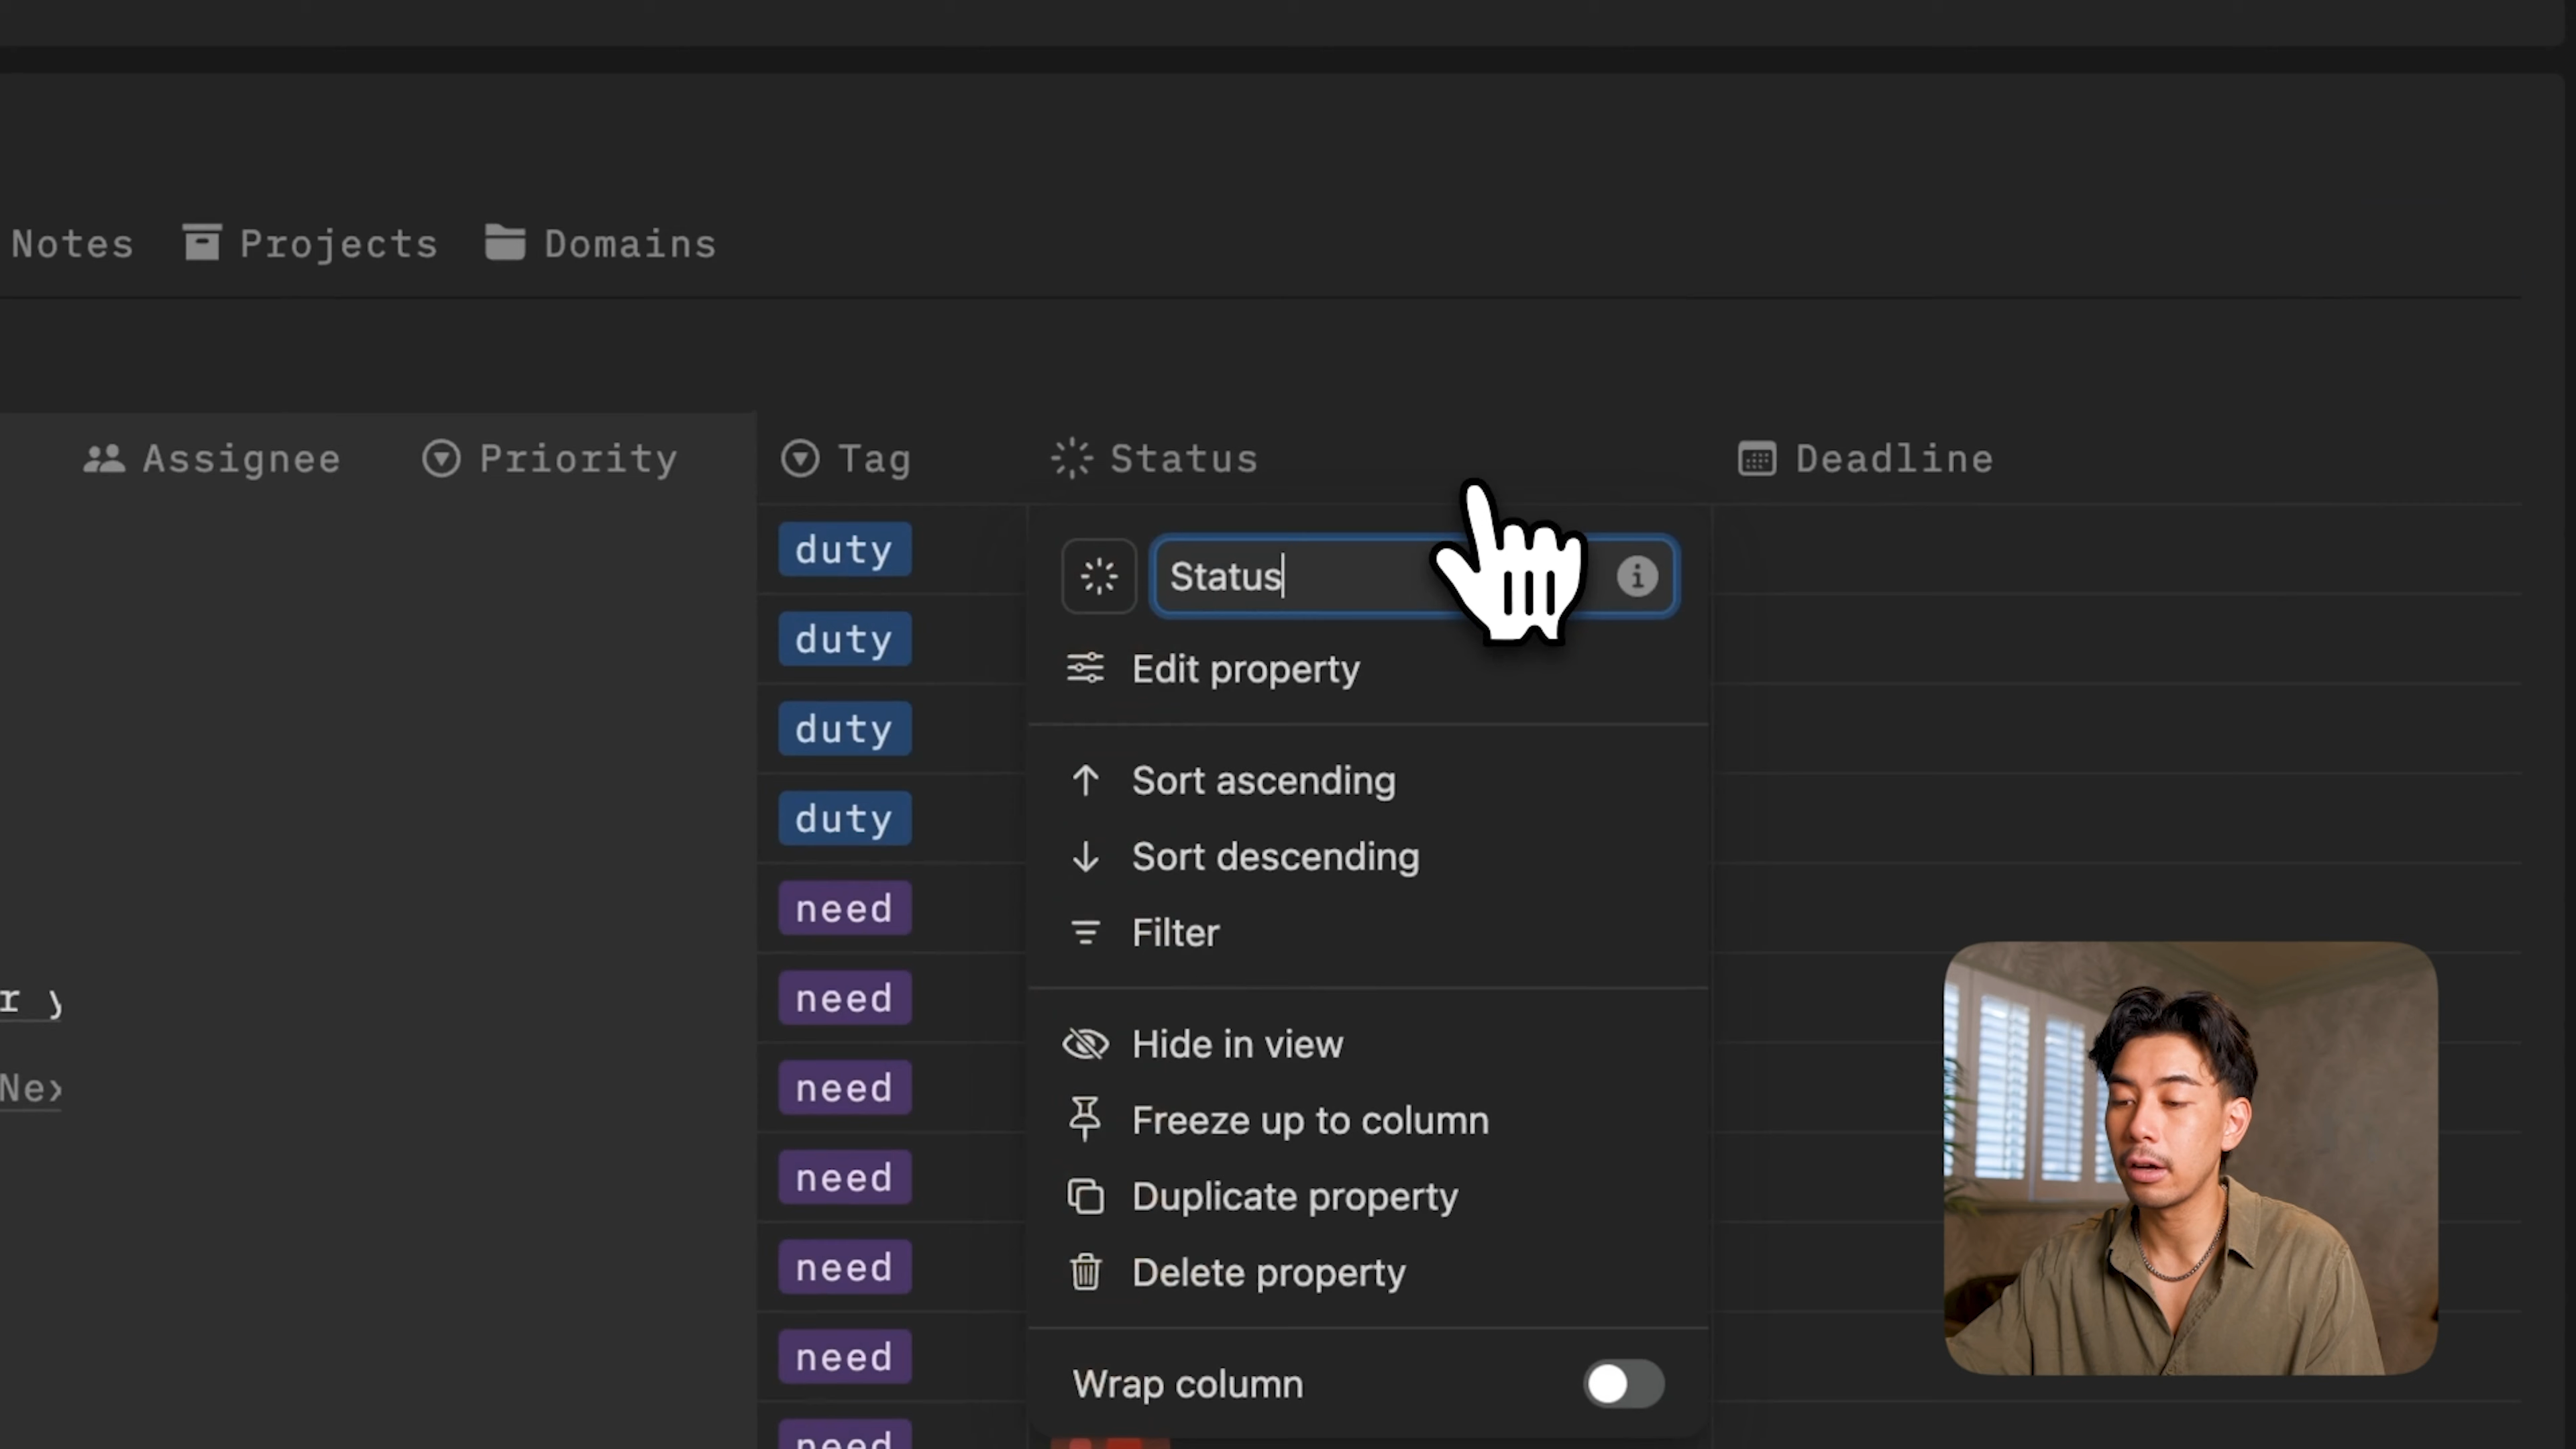 Notes Projects Domains
Assignee Priority Tag Status Deadline
duty
Status
duty
Edit property
duty
Sort ascending
duty
Sort descending
need
Filter
need
r y
Hide in view
need
Nex
Freeze up to column
need
Duplicate property
need
Delete property
need
Wrap column
need